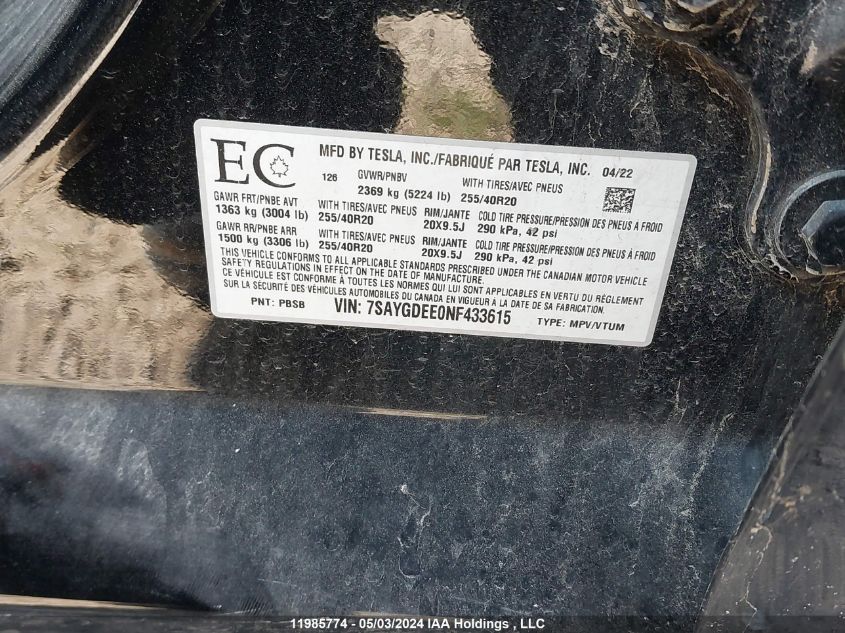 EC
MFD BY TESLA, INC./FABRIQUÉ PAR TESLA, INC. 04/22
126 GVWR/PNBV
2369 kg (5224 lb) WITH TIRES/AVEC PNEUS 255/40R20
GAWR FRT/PNBE AVT
1363 kg (3004 lb) WITH TIRES/AVEC PNEUS 255/40R20 RIM/JANTE 20X9.5J COLD TIRE PRESSURE/PRESSION DES PNEUS A FROID 290 kPa, 42 psi
GAWR RR/PNBE ARR
1500 kg (3306 lb) WITH TIRES/AVEC PNEUS 255/40R20 RIM/JANTE 20X9.5J COLD TIRE PRESSURE/PRESSION DES PNEUS A FROID 290 kPa, 42 psi
THIS VEHICLE CONFORMS TO ALL APPLICABLE STANDARDS PRESCRIBED UNDER THE CANADIAN MOTOR VEHICLE
SAFETY REGULATIONS IN EFFECT ON THE DATE OF MANUFACTURE.
CE VÉHICULE EST CONFORME À TOUTES LES NORMES QUI LUI SONT APPLICABLES EN VERTU DU RÉGLEMENT
SUR LA SÉCURITÉ DES VÉHICULES AUTOMOBILES DU CANADA EN VIGUEUR À LA DATE DE SA FABRICATION.
PNT: PBSB VIN: 7SAYGDEE0NF433615 TYPE: MPV/VTUM
11985774 - 05/03/2024 IAA Holdings , LLC